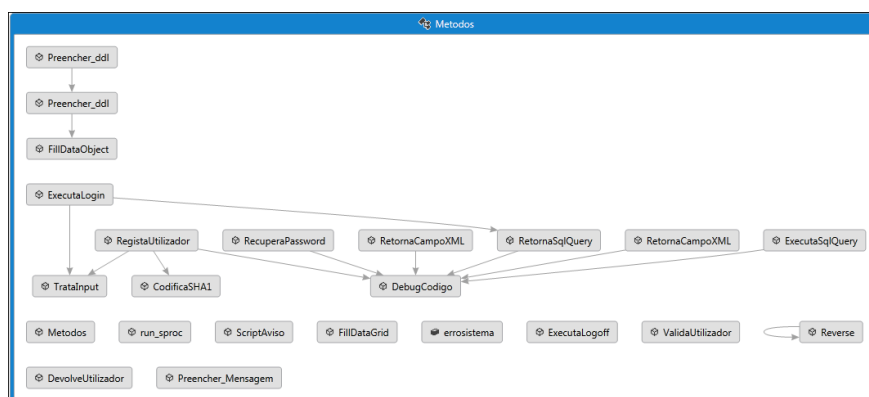 Metodos
Preencher_ddl
Preencher_ddl
FillDataObject
ExecutaLogin
RegistaUtilizador RecuperaPassword RetornaCampoXML RetornaSqlQuery RetornaCampoXML ExecutaSqlQuery
TrataInput CodificaSHA1 DebugCodigo
Metodos run_sproc ScriptAviso FillDataGrid errosistema ExecutaLogoff ValidaUtilizador Reverse
DevolveUtilizador Preencher_Mensagem